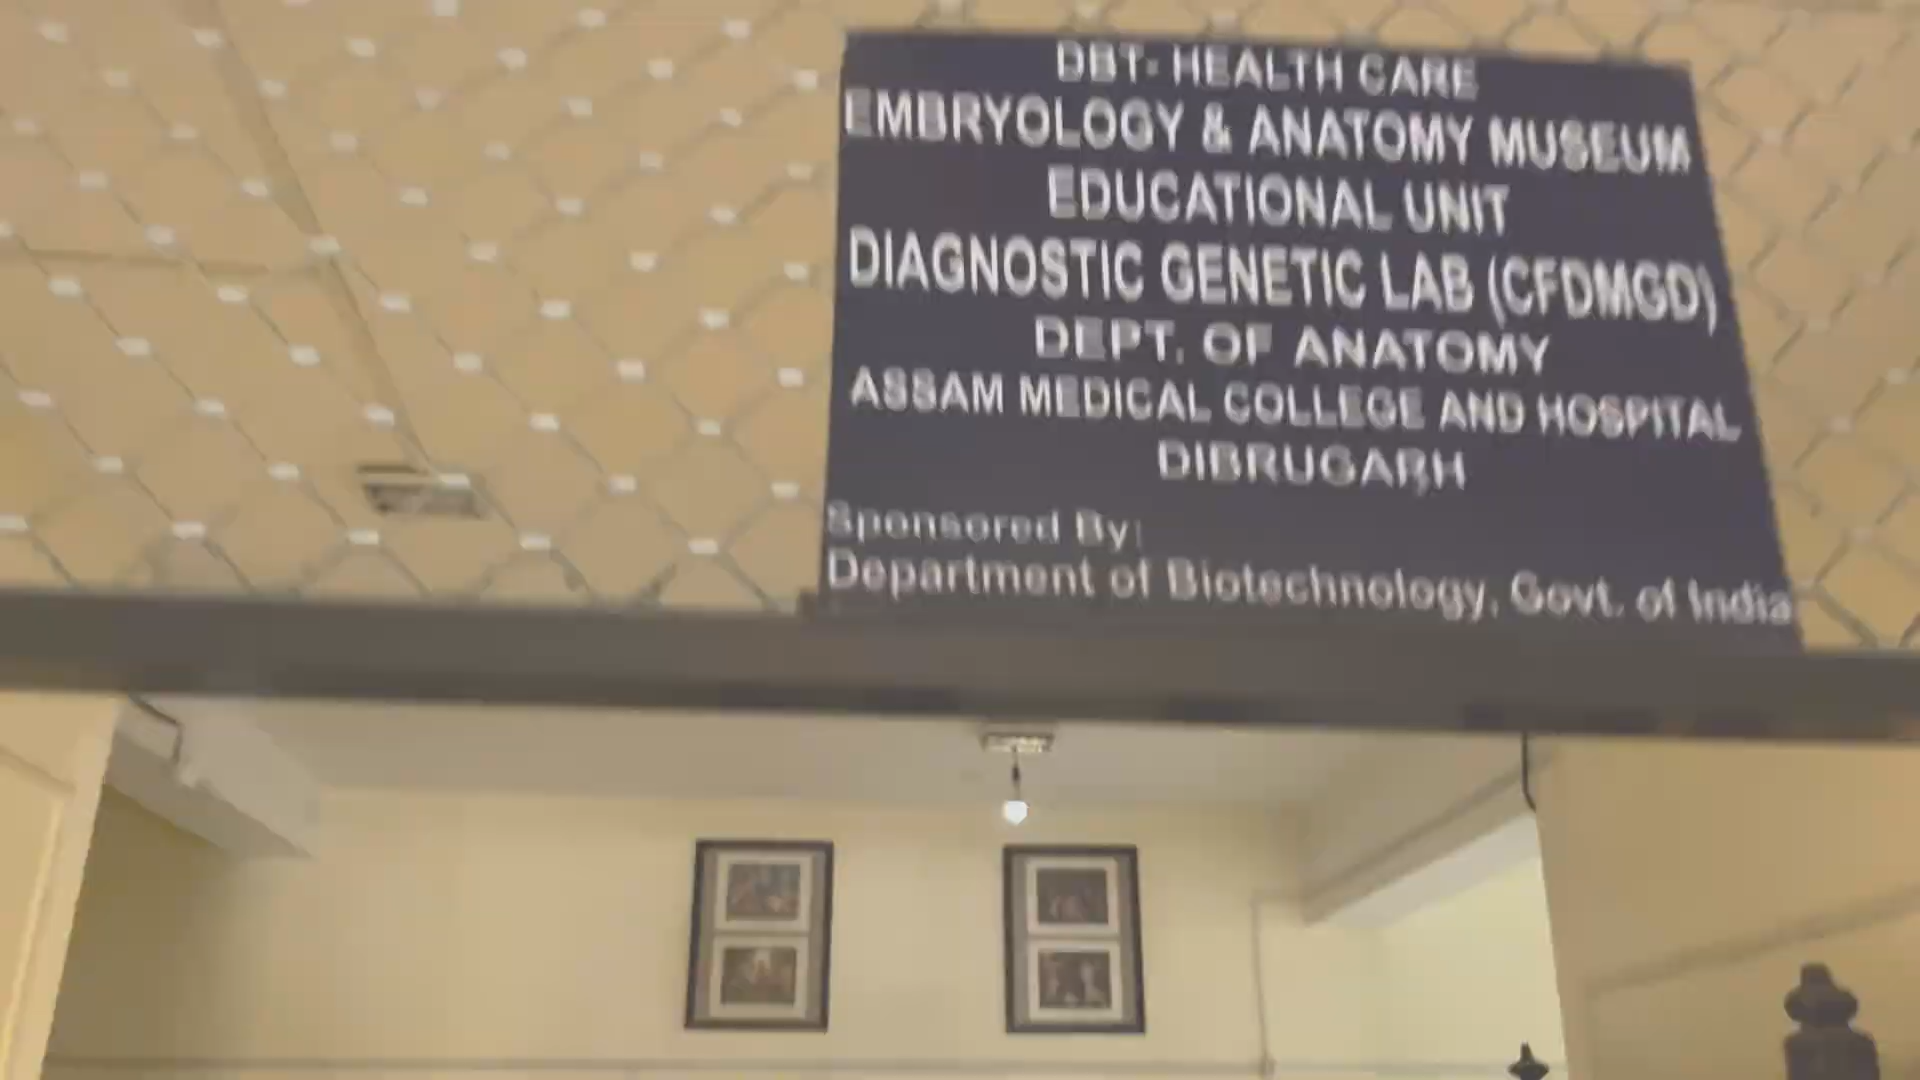 DBT- HEALTH CARE
EMBRYOLOGY & ANATOMY MUSEUM
EDUCATIONAL UNIT
DIAGNOSTIC GENETIC LAB (CFDMGD)
DEPT. OF ANATOMY
ASSAM MEDICAL COLLEGE AND HOSPITAL
DIBRUGARH
Sponsored By:
Department of Biotechnology, Govt. of India